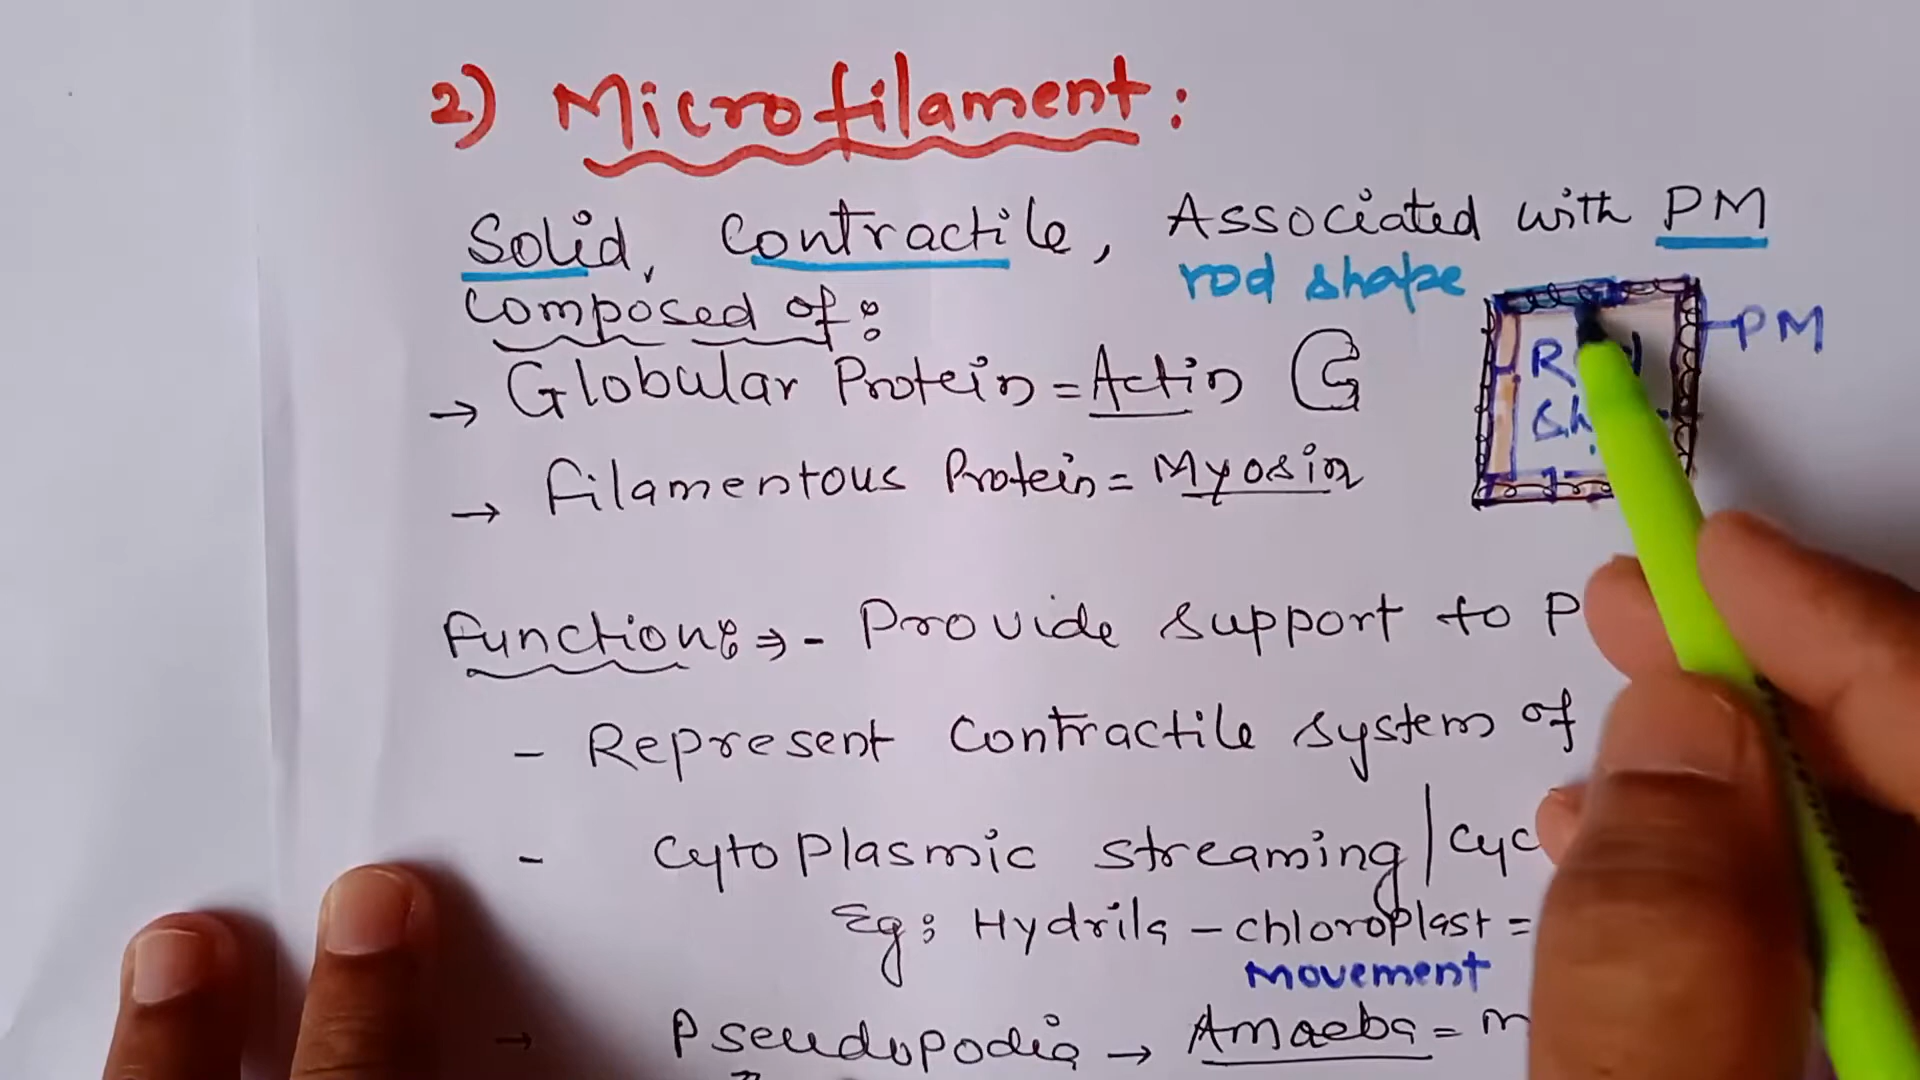 2) Microfilament:
Solid, Contractile, Associated with PM
rod shape
Composed of:
PM
→ Globular Protein = Actin
→ Filamentous Protein = Myosin
Function: ⇒ - Provide support to P
- Represent Contractile system of
- Cytoplasmic streaming / Cyc
Eg: Hydrila - chloroplast =
movement
→ Pseudopodia → Amaeba = m